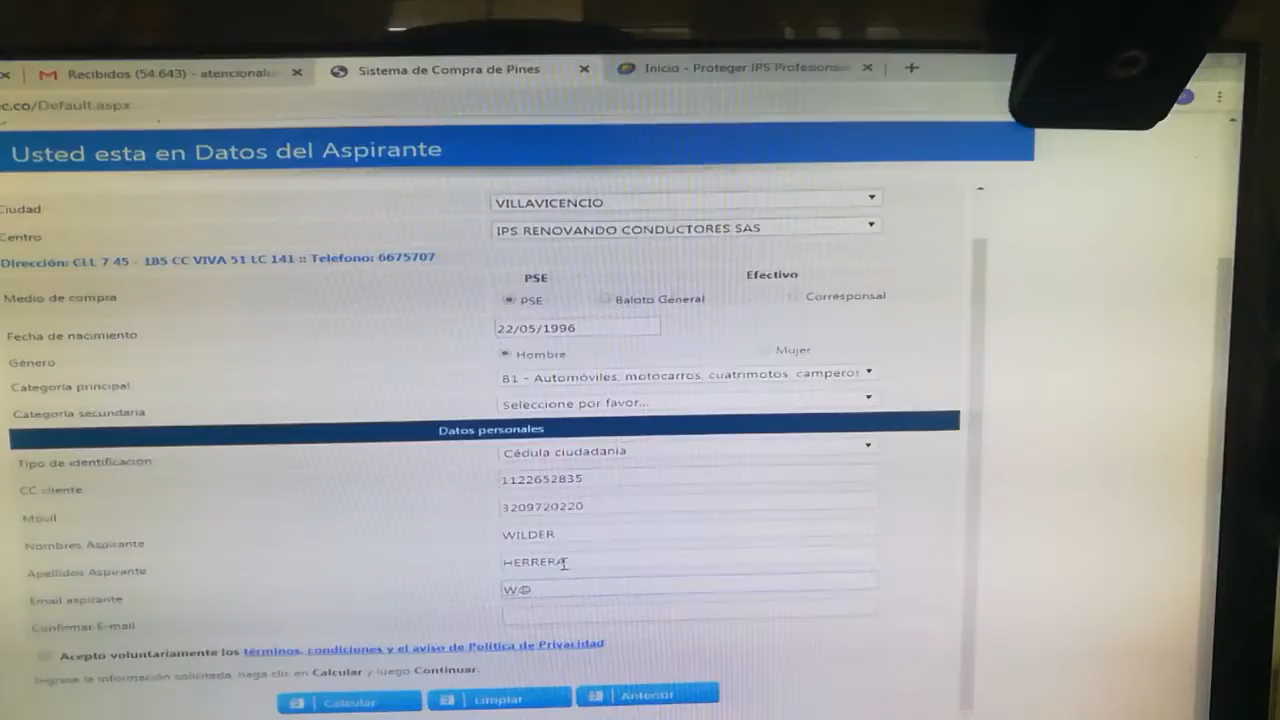 Recibidos (54.643) - atencional Sistema de Compra de Pines Inicio - Proteger IPS Profesiona
c.co/Default.aspx
Usted esta en Datos del Aspirante
Ciudad VILLAVICENCIO
Centro IPS RENOVANDO CONDUCTORES SAS
Dirección: CLL 7 45 - 185 CC VIVA 51 LC 141 :: Telefono: 6675707
PSE Efectivo
Medio de compra PSE Baloto General Corresponsal
Fecha de nacimiento 22/05/1996
Género Hombre Mujer
Categoría principal B1 - Automóviles, motocarros, cuatrimotos, camperos
Categoría secundaria Seleccione por favor...
Datos personales
Tipo de identificación Cédula ciudadania
CC cliente 1122652835
Movil 3209720220
Nombres Aspirante WILDER
Apellidos Aspirante HERRERA
Email aspirante W@
Confirmar E-mail
Acepto voluntariamente los términos, condiciones y el aviso de Política de Privacidad
Ingrese la información solicitada, haga clic en Calcular y luego Continuar.
Calcular Limpiar Anterior